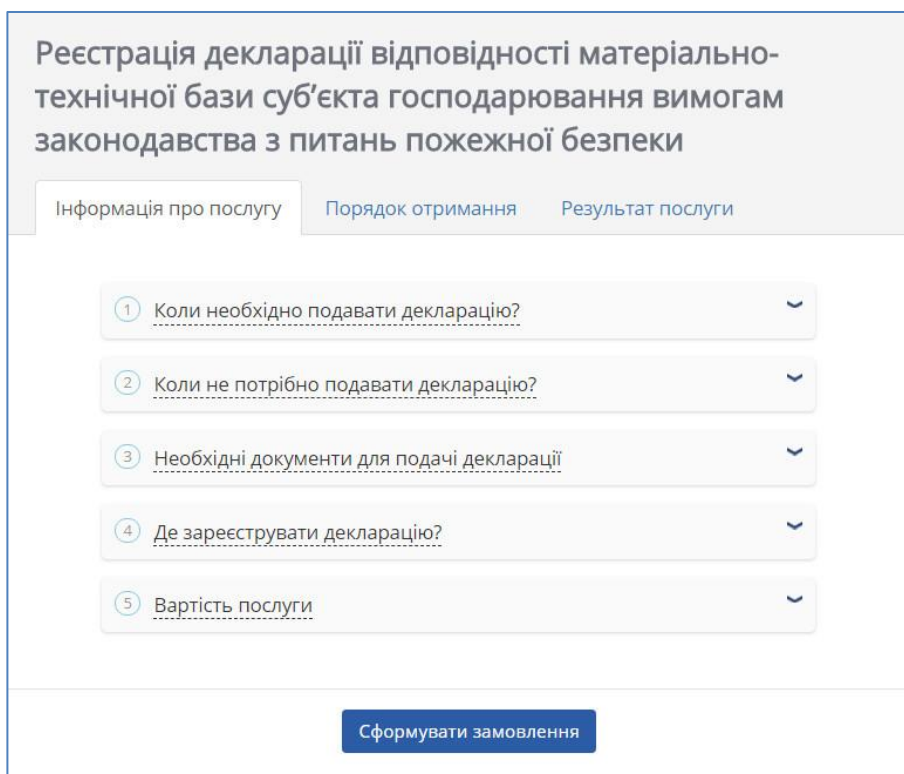 Реєстрація декларації відповідності матеріально-
технічної бази суб’єкта господарювання вимогам
законодавства з питань пожежної безпеки
Інформація про послугу Порядок отримання Результат послуги
1 Коли необхідно подавати декларацію?
2 Коли не потрібно подавати декларацію?
3 Необхідні документи для подачі декларації
4 Де зареєструвати декларацію?
5 Вартість послуги
Сформувати замовлення